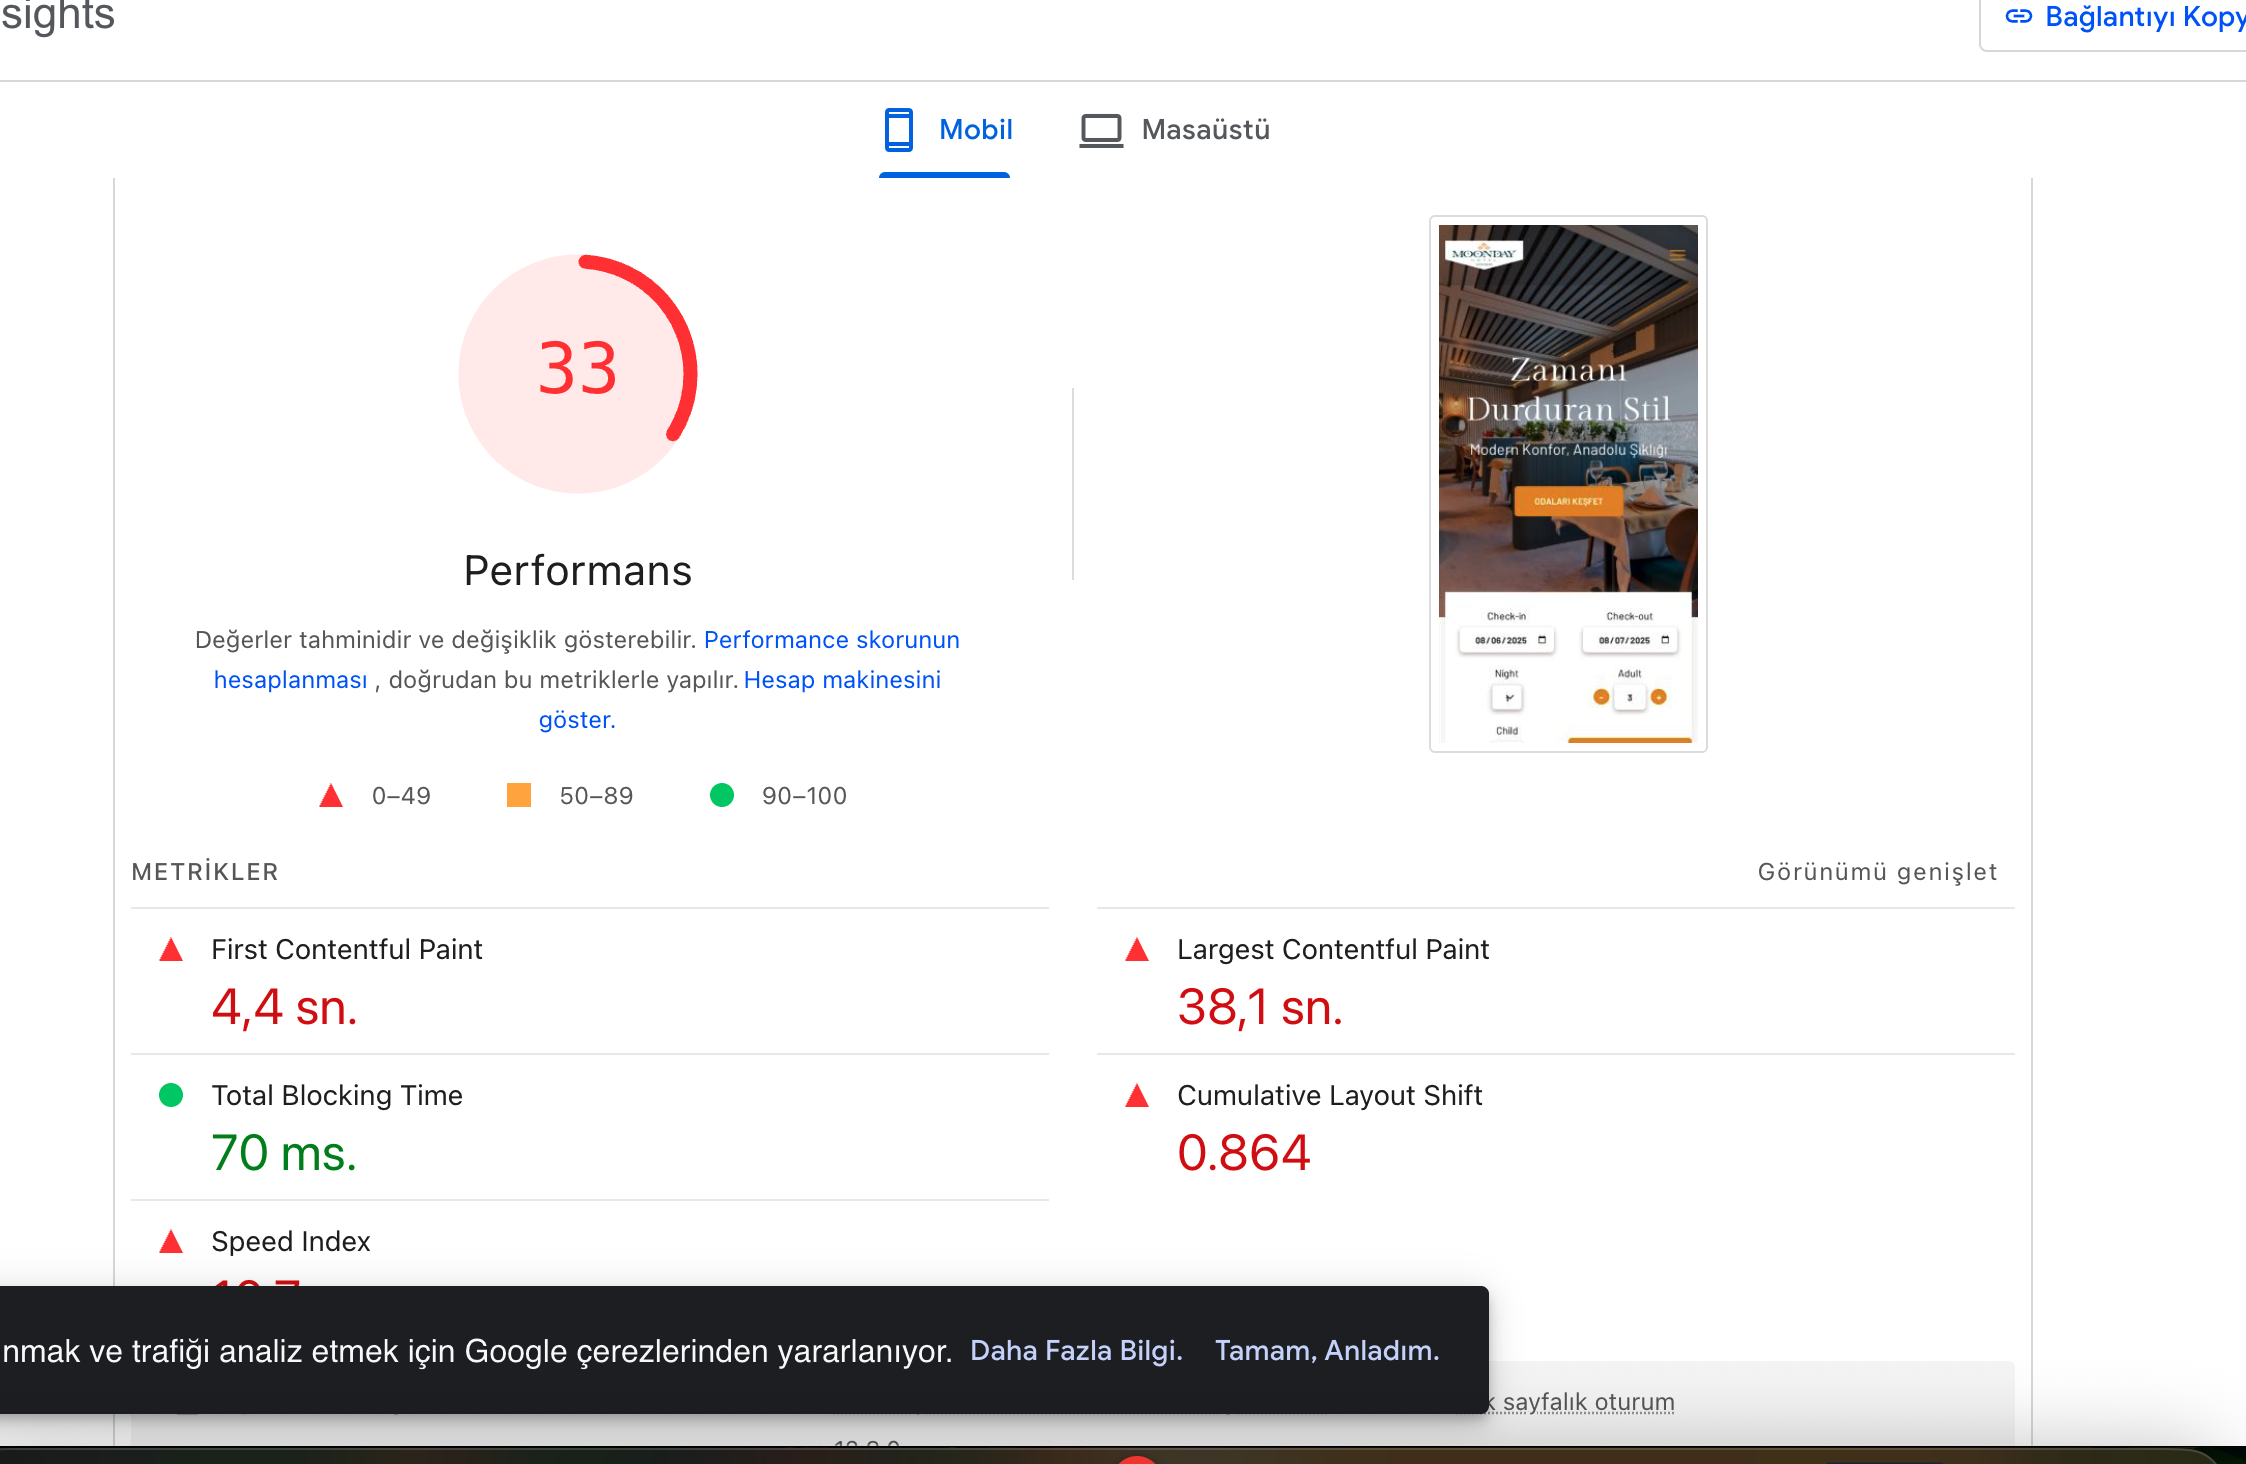 sights
Bağlantıyı Kopy
Mobil
Masaüstü
33
Performans
Değerler tahminidir ve değişiklik gösterebilir. Performance skorunun
hesaplanması , doğrudan bu metriklerle yapılır. Hesap makinesini
göster.
0–49
50–89
90–100
MOONDAY
Zamanı
Durduran Stil
Modern Konfor, Anadolu Şıklığı
ODALARI KEŞFET
Check-in
Check-out
08/06/2025
08/07/2025
Night
Adult
3
Child
METRİKLER
Görünümü genişlet
First Contentful Paint
4,4 sn.
Largest Contentful Paint
38,1 sn.
Total Blocking Time
70 ms.
Cumulative Layout Shift
0.864
Speed Index
nmak ve trafiği analiz etmek için Google çerezlerinden yararlanıyor.
Daha Fazla Bilgi.
Tamam, Anladım.
k sayfalık oturum